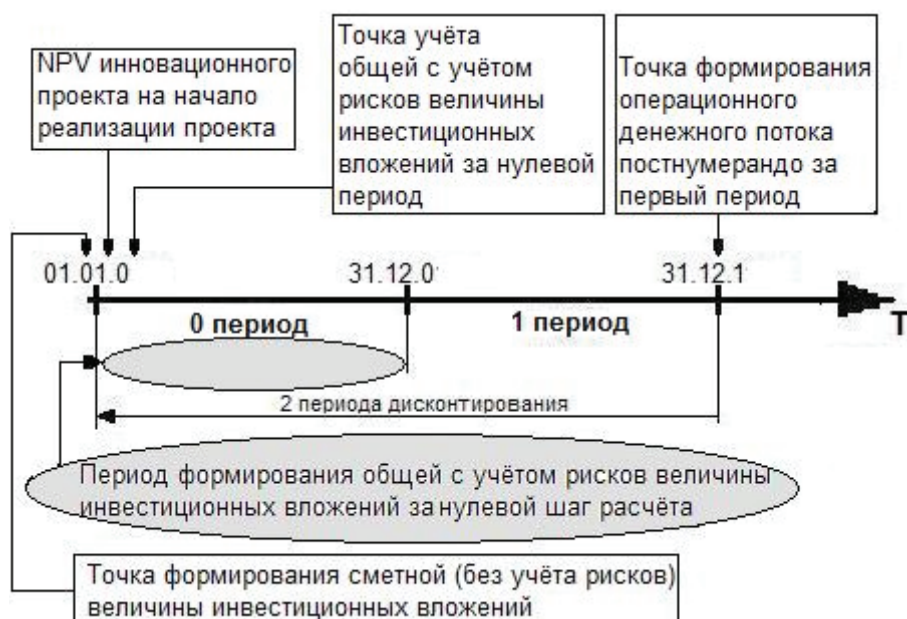 NPV инновационного
проекта на начало
реализации проекта
Точка учёта
общей с учётом
рисков величины
инвестиционных
вложений за нулевой
период
Точка формирования
операционного
денежного потока
постнумерандо за
первый период
01.01.0
31.12.0
31.12.1
0 период
1 период
T
2 периода дисконтирования
Период формирования общей с учётом рисков величины
инвестиционных вложений за нулевой шаг расчёта
Точка формирования сметной (без учёта рисков)
величины инвестиционных вложений